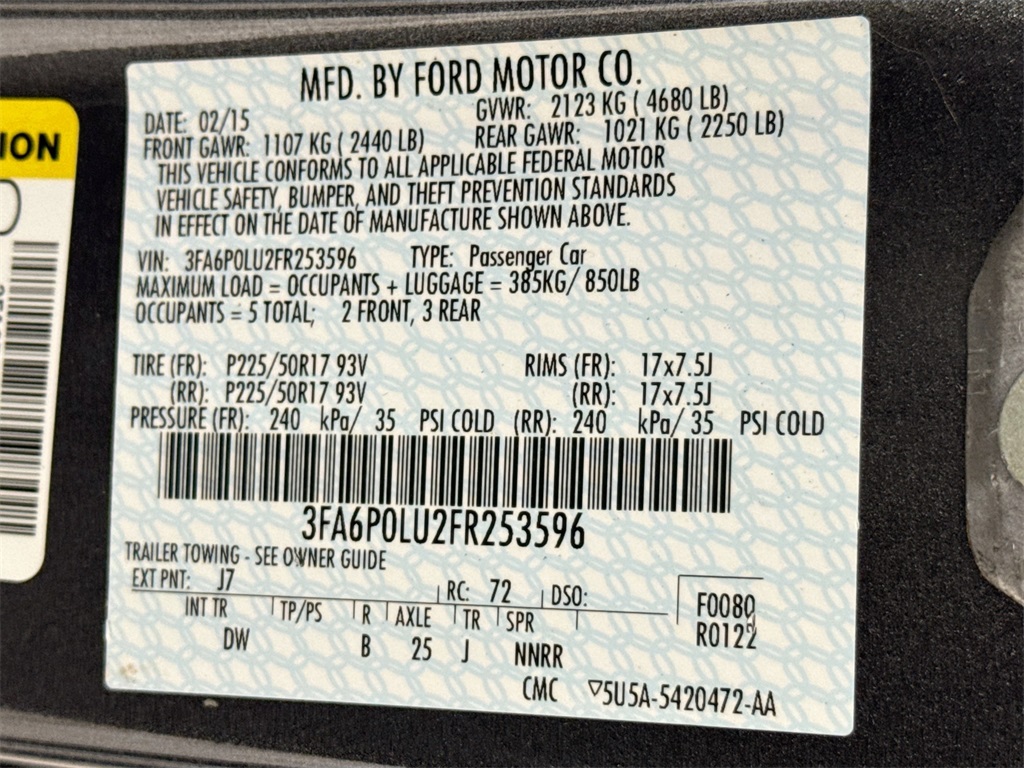 ION
MFD. BY FORD MOTOR CO.
DATE: 02/15 GVWR: 2123 KG ( 4680 LB)
FRONT GAWR: 1107 KG ( 2440 LB) REAR GAWR: 1021 KG ( 2250 LB)
THIS VEHICLE CONFORMS TO ALL APPLICABLE FEDERAL MOTOR
VEHICLE SAFETY, BUMPER, AND THEFT PREVENTION STANDARDS
IN EFFECT ON THE DATE OF MANUFACTURE SHOWN ABOVE.
VIN: 3FA6P0LU2FR253596 TYPE: Passenger Car
MAXIMUM LOAD = OCCUPANTS + LUGGAGE = 385KG/ 850LB
OCCUPANTS = 5 TOTAL; 2 FRONT, 3 REAR
TIRE (FR): P225/50R17 93V RIMS (FR): 17x7.5J
(RR): P225/50R17 93V (RR): 17x7.5J
PRESSURE (FR): 240 kPa/ 35 PSI COLD (RR): 240 kPa/ 35 PSI COLD
3FA6P0LU2FR253596
TRAILER TOWING - SEE OWNER GUIDE
EXT PNT: J7 RC: 72 DSO: F0080
INT TR TP/PS R AXLE TR SPR R0122
DW B 25 J NNRR
CMC ▽5U5A-5420472-AA